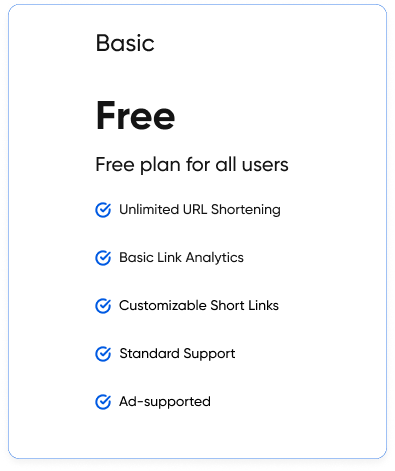 Basic
Free
Free plan for all users
Unlimited URL Shortening
Basic Link Analytics
Customizable Short Links
Standard Support
Ad-supported